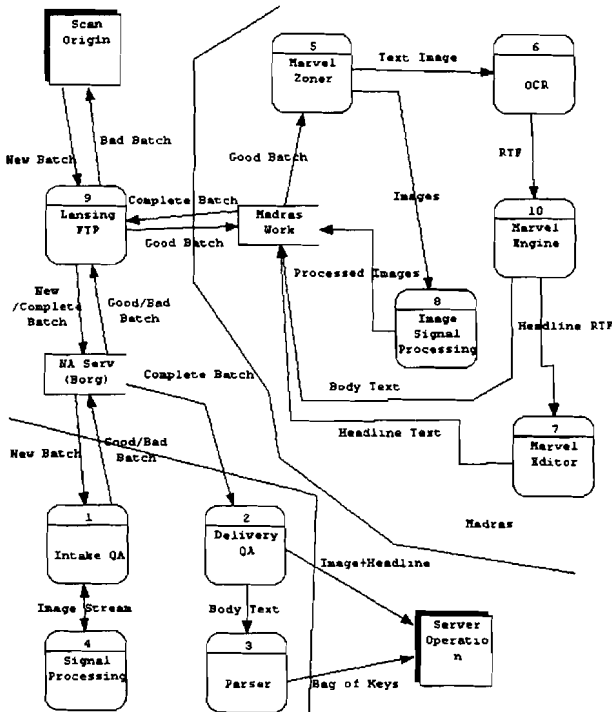 Scan
Origin
5
Marvel
Zoner
Text Image
6
OCR
Bad Batch
New Batch
Good Batch
RTF
9
Lansing
FTP
Complete Batch
Good Batch
Madras
Work
Images
10
Marvel
Engine
Processed Images
New
/Complete
Batch
Good/Bad
Batch
8
Image
Signal
Processing
Headline RTF
NA Serv
(Borg)
Complete Batch
Body Text
Headline Text
7
Marvel
Editor
New Batch
Good/Bad
Batch
1
Intake QA
2
Delivery
QA
Madras
Image+Headline
Image Stream
Body Text
4
Signal
Processing
3
Parser
Server
Operatio
n
Bag of Keys